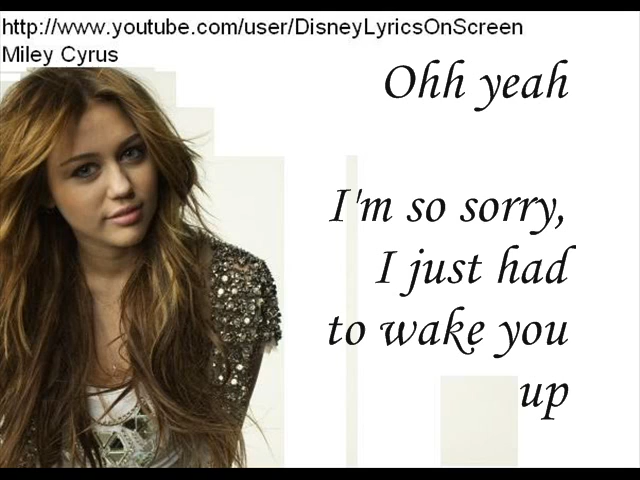 http://www.youtube.com/user/DisneyLyricsOnScreen
Miley Cyrus
Ohh yeah
I'm so sorry,
I just had
to wake you
up